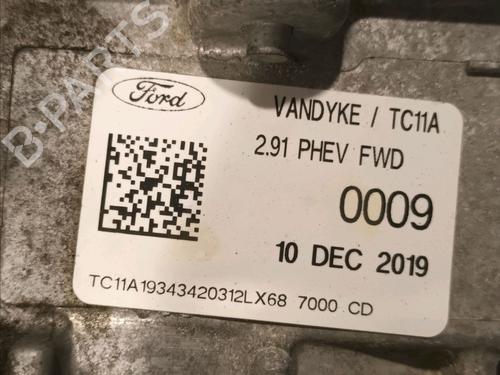 B-PARTS
Ford
VANDYKE / TC11A
2.91 PHEV FWD
0009
10 DEC 2019
TC11A19343420312LX68 7000 CD